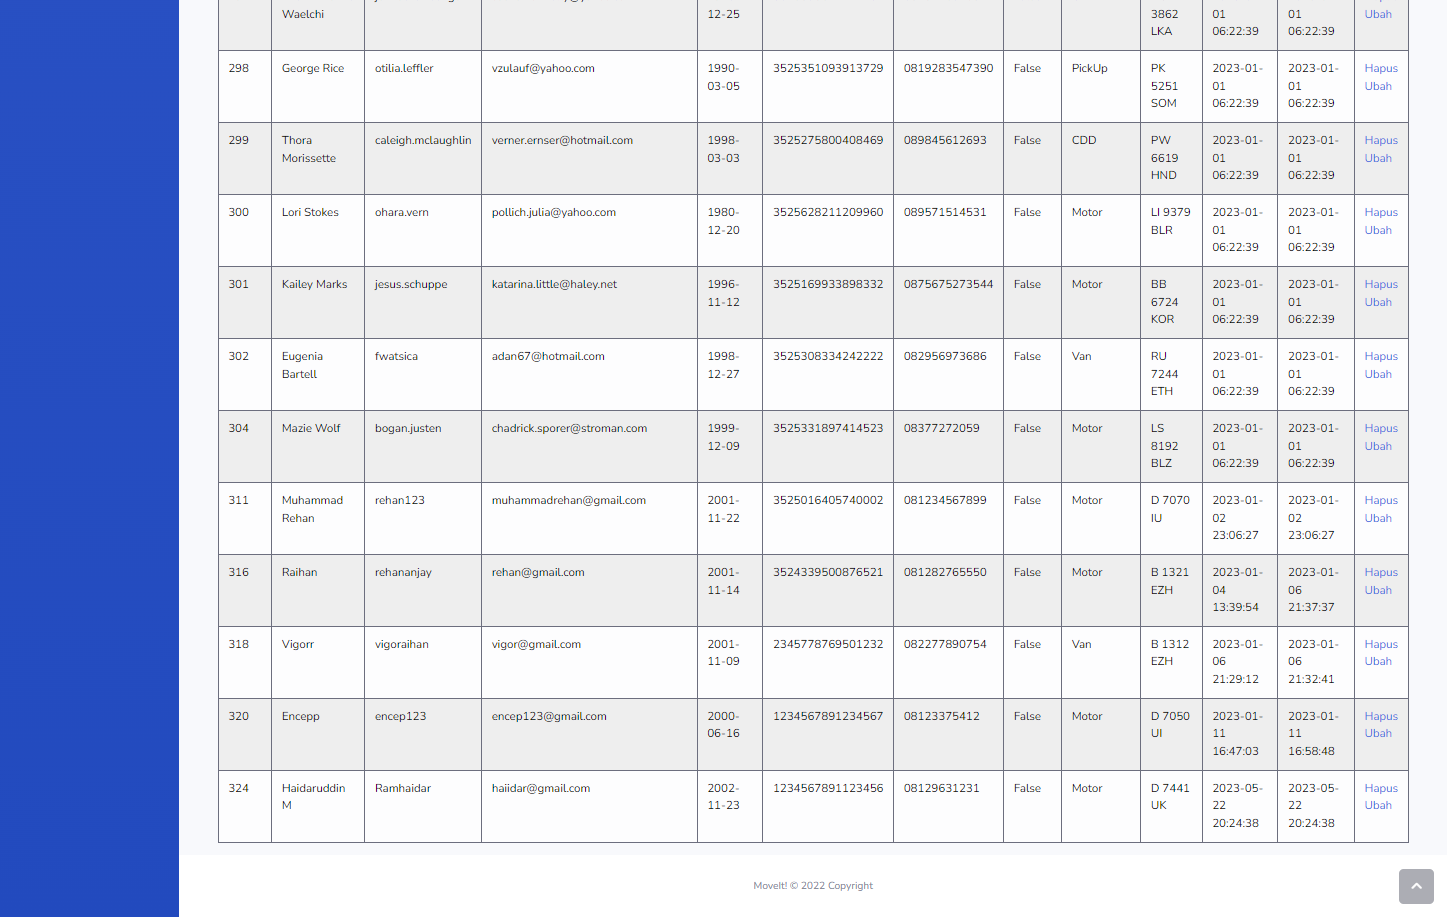 Waelchi 12-25 3862 01 01 Ubah
LKA 06:22:39 06:22:39
298 George Rice otilia.leffler vzulauf@yahoo.com 1990- 3525351093913729 0819283547390 False PickUp PK 2023-01- 2023-01- Hapus
03-05 5251 01 01 Ubah
SOM 06:22:39 06:22:39
299 Thora caleigh.mclaughlin verner.ernser@hotmail.com 1998- 3525275800408469 089845612693 False CDD PW 2023-01- 2023-01- Hapus
Morissette 03-03 6619 01 01 Ubah
HND 06:22:39 06:22:39
300 Lori Stokes ohara.vern pollich.julia@yahoo.com 1980- 3525628211209960 089571514531 False Motor LI 9379 2023-01- 2023-01- Hapus
12-20 BLR 01 01 Ubah
06:22:39 06:22:39
301 Kailey Marks jesus.schuppe katarina.little@haley.net 1996- 3525169933898332 0875675273544 False Motor BB 2023-01- 2023-01- Hapus
11-12 6724 01 01 Ubah
KOR 06:22:39 06:22:39
302 Eugenia fwatsica adan67@hotmail.com 1998- 3525308334242222 082956973686 False Van RU 2023-01- 2023-01- Hapus
Bartell 12-27 7244 01 01 Ubah
ETH 06:22:39 06:22:39
304 Mazie Wolf bogan.justen chadrick.sporer@stroman.com 1999- 3525331897414523 08377272059 False Motor LS 2023-01- 2023-01- Hapus
12-09 8192 01 01 Ubah
BLZ 06:22:39 06:22:39
311 Muhammad rehan123 muhammadrehan@gmail.com 2001- 3525016405740002 081234567899 False Motor D 7070 2023-01- 2023-01- Hapus
Rehan 11-22 IU 02 02 Ubah
23:06:27 23:06:27
316 Raihan rehananjay rehan@gmail.com 2001- 3524339500876521 081282765550 False Motor B 1321 2023-01- 2023-01- Hapus
11-14 EZH 04 06 Ubah
13:39:54 21:37:37
318 Vigorr vigoraihan vigor@gmail.com 2001- 2345778769501232 082277890754 False Van B 1312 2023-01- 2023-01- Hapus
11-09 EZH 06 06 Ubah
21:29:12 21:32:41
320 Encepp encep123 encep123@gmail.com 2000- 1234567891234567 08123375412 False Motor D 7050 2023-01- 2023-01- Hapus
06-16 UI 11 11 Ubah
16:47:03 16:58:48
324 Haidaruddin Ramhaidar haiidar@gmail.com 2002- 1234567891123456 08129631231 False Motor D 7441 2023-05- 2023-05- Hapus
M 11-23 UK 22 22 Ubah
20:24:38 20:24:38
MoveIt! © 2022 Copyright